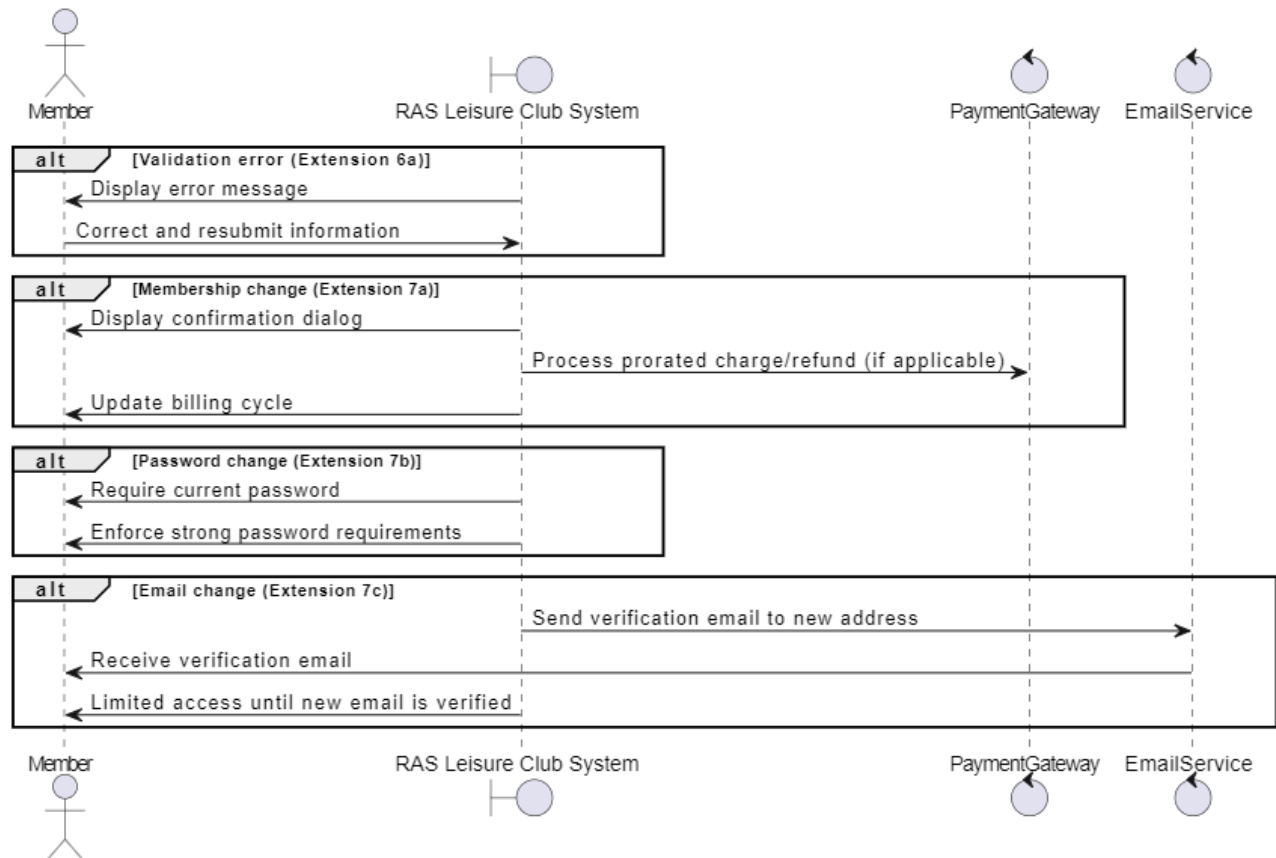 Member
RAS Leisure Club System
PaymentGateway
EmailService
alt [Validation error (Extension 6a)]
Display error message
Correct and resubmit information
alt [Membership change (Extension 7a)]
Display confirmation dialog
Process prorated charge/refund (if applicable)
Update billing cycle
alt [Password change (Extension 7b)]
Require current password
Enforce strong password requirements
alt [Email change (Extension 7c)]
Send verification email to new address
Receive verification email
Limited access until new email is verified
Member
RAS Leisure Club System
PaymentGateway
EmailService